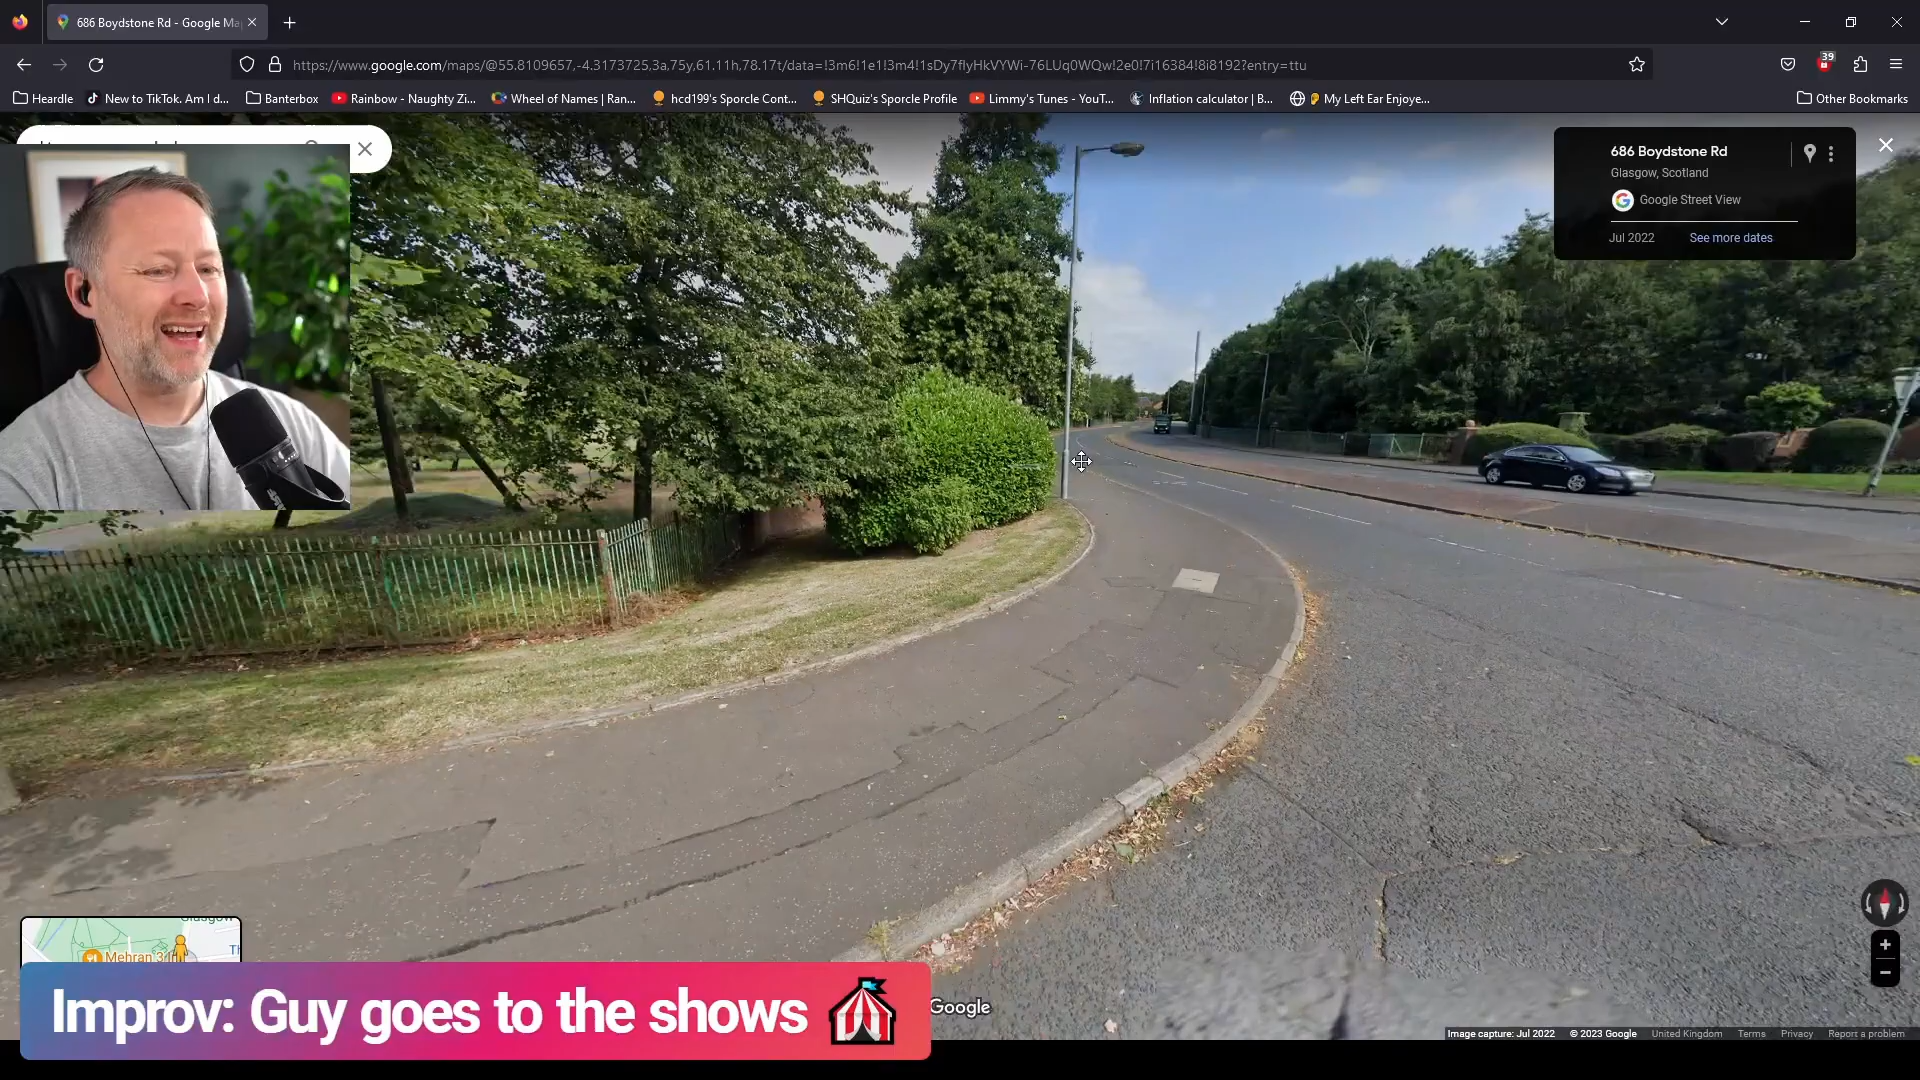 686 Boydstone Rd - Google Ma
https://www.google.com/maps/@55.8109657,-4.3173725,3a,75y,61.11h,78.17t/data=!3m6!1e1!3m4!1sDy7flyHkVYWi-76LUq0WQw!2e0!7i16384!8i8192?entry=ttu
39
Heardle
New to TikTok. Am I d...
Banterbox
Rainbow - Naughty Zi...
Wheel of Names | Ran...
hcd199's Sporcle Cont...
SHQuiz's Sporcle Profile
Limmy's Tunes - YouT...
Inflation calculator | B...
My Left Ear Enjoye...
Other Bookmarks
686 Boydstone Rd
Glasgow, Scotland
Google Street View
Jul 2022
See more dates
Glasgow
Mehran 3
Th
Improv: Guy goes to the shows
Google
Image capture: Jul 2022 © 2023 Google United Kingdom Terms Privacy Report a problem